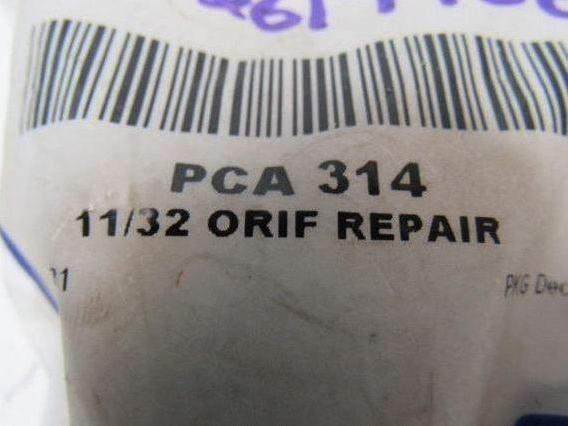 PCA 314
11/32 ORIF REPAIR
PKG Dec